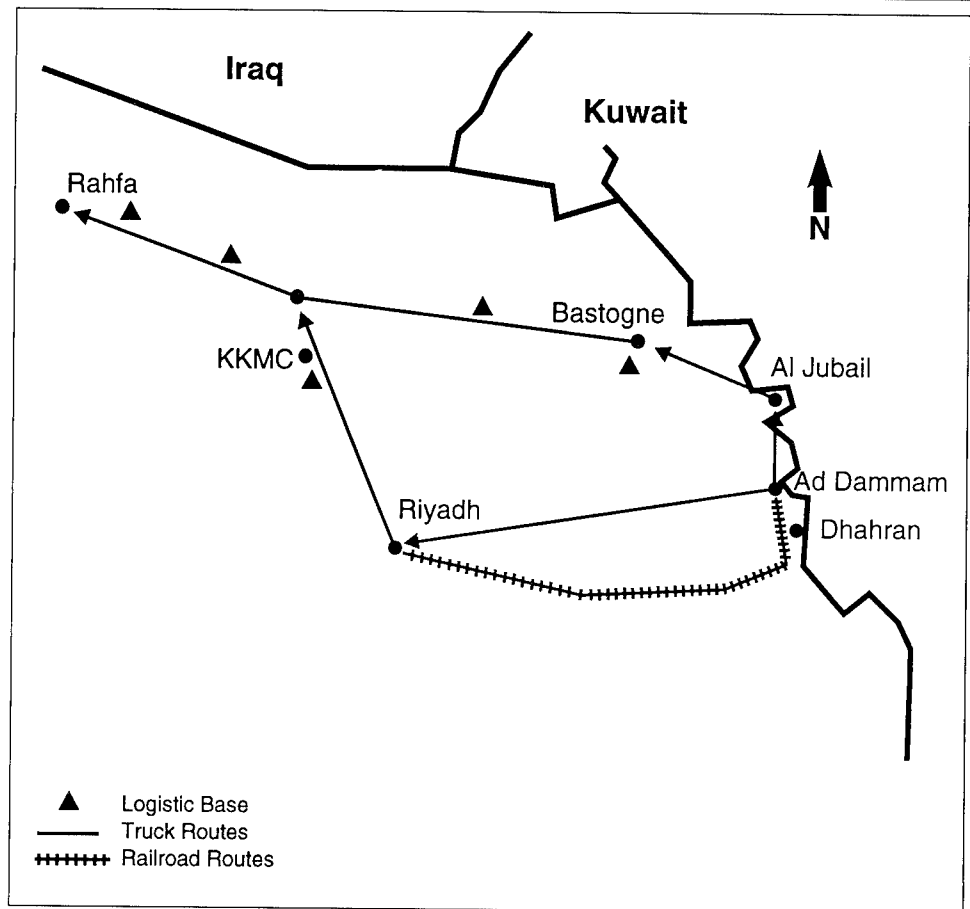 Iraq
Kuwait
Rahfa
N
Bastogne
KKMC
Al Jubail
Ad Dammam
Riyadh
Dhahran
Logistic Base
Truck Routes
Railroad Routes